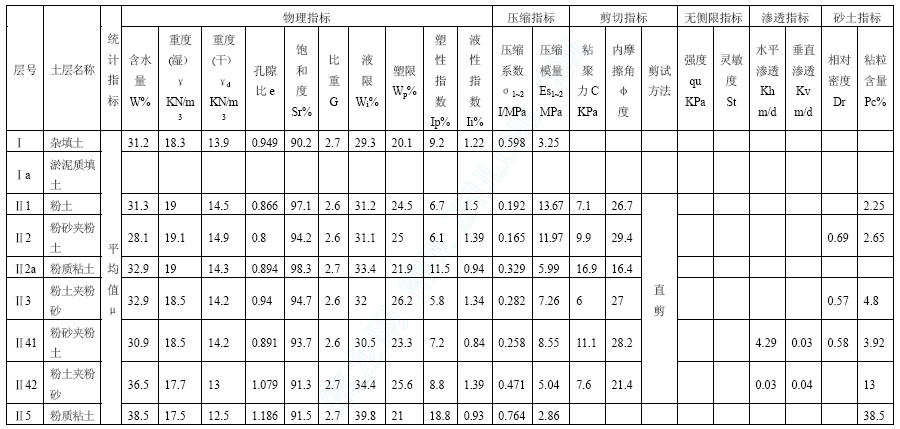 层号 土层名称 统计指标 物理指标 压缩指标 剪切指标 无侧限指标 渗透指标 砂土指标
含水量 W% 重度(湿) γ KN/m3 重度(干) γd KN/m3 孔隙比 e 饱和度 Sr% 比重 G 液限 Wl% 塑限 Wp% 塑性指数 Ip% 液性指数 Ii% 压缩系数 σ1~2 I/MPa 压缩模量 Es1~2 MPa 粘聚力 C KPa 内摩擦角 φ 度 剪试方法 强度 qu KPa 灵敏度 St 水平渗透 Kh m/d 垂直渗透 Kv m/d 相对密度 Dr 粘粒含量 Pc%
Ⅰ 杂填土 31.2 18.3 13.9 0.949 90.2 2.7 29.3 20.1 9.2 1.22 0.598 3.25
Ⅰa 淤泥质填土
Ⅱ1 粉土 31.3 19 14.5 0.866 97.1 2.6 31.2 24.5 6.7 1.5 0.192 13.67 7.1 26.7 2.25
Ⅱ2 粉砂夹粉土 28.1 19.1 14.9 0.8 94.2 2.6 31.1 25 6.1 1.39 0.165 11.97 9.9 29.4 0.69 2.65
平均值μ
Ⅱ2a 粉质粘土 32.9 19 14.3 0.894 98.3 2.7 33.4 21.9 11.5 0.94 0.329 5.99 16.9 16.4
直剪
Ⅱ3 粉土夹粉砂 32.9 18.5 14.2 0.94 94.7 2.6 32 26.2 5.8 1.34 0.282 7.26 6 27 0.57 4.8
Ⅱ41 粉砂夹粉土 30.9 18.5 14.2 0.891 93.7 2.6 30.5 23.3 7.2 0.84 0.258 8.55 11.1 28.2 4.29 0.03 0.58 3.92
Ⅱ42 粉土夹粉砂 36.5 17.7 13 1.079 91.3 2.7 34.4 25.6 8.8 1.39 0.471 5.04 7.6 21.4 0.03 0.04 13
Ⅱ5 粉质粘土 38.5 17.5 12.5 1.186 91.5 2.7 39.8 21 18.8 0.93 0.764 2.86 38.5